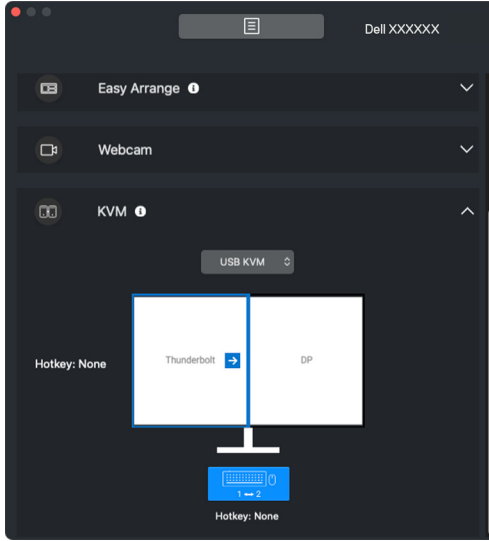 Dell XXXXXX
Easy Arrange
Webcam
KVM
USB KVM
Hotkey: None
Thunderbolt
DP
1 ↔ 2
Hotkey: None